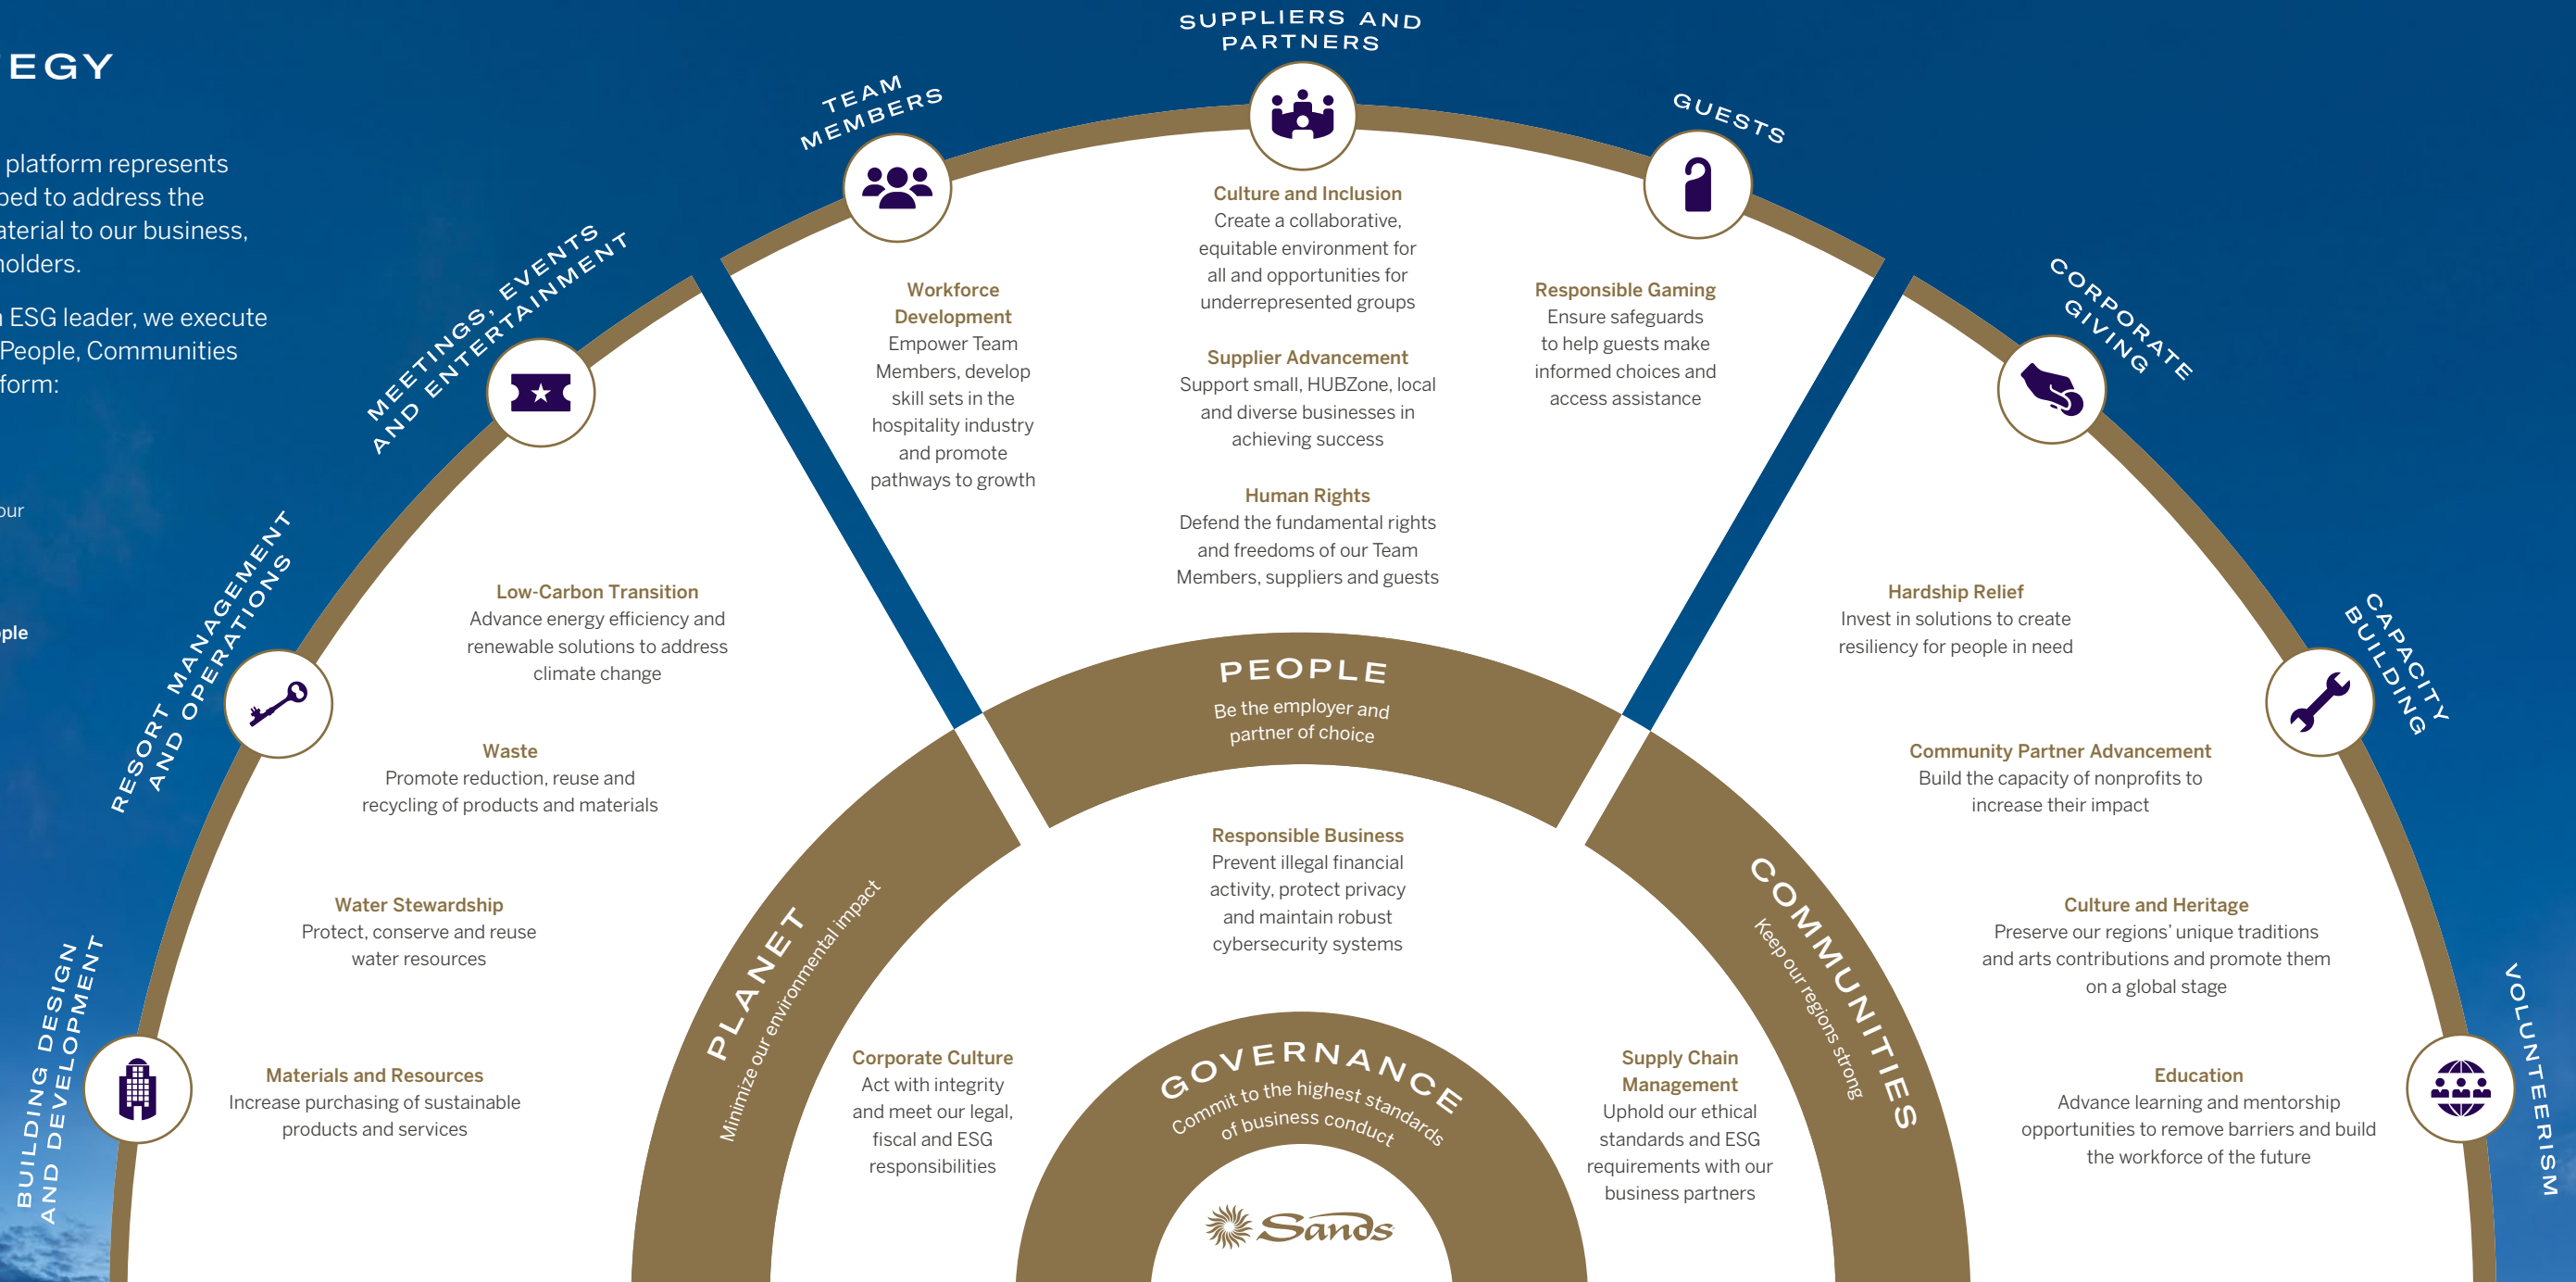 EGY
platform represents
to address the
to our business,
ESG leader, we execute
People, Communities
our
BUILDING DESIGN
AND DEVELOPMENT
RESORT MANAGEMENT
AND OPERATIONS
MEETINGS, EVENTS
AND ENTERTAINMENT
TEAM
MEMBERS
SUPPLIERS AND
PARTNERS
GUESTS
CORPORATE
GIVING
CAPACITY
BUILDING
VOLUNTEERISM
Low-Carbon Transition
Advance energy efficiency and
renewable solutions to address
climate change
Waste
Promote reduction, reuse and
recycling of products and materials
Water Stewardship
Protect, conserve and reuse
water resources
Materials and Resources
Increase purchasing of sustainable
products and services
PLANET
Minimize our environmental impact
Workforce
Development
Empower Team
Members, develop
skill sets in the
hospitality industry
and promote
pathways to growth
Culture and Inclusion
Create a collaborative,
equitable environment for
all and opportunities for
underrepresented groups
Supplier Advancement
Support small, HUBZone, local
and diverse businesses in
achieving success
Human Rights
Defend the fundamental rights
and freedoms of our Team
Members, suppliers and guests
Responsible Gaming
Ensure safeguards
to help guests make
informed choices and
access assistance
PEOPLE
Be the employer and
partner of choice
Hardship Relief
Invest in solutions to create
resiliency for people in need
Community Partner Advancement
Build the capacity of nonprofits to
increase their impact
Culture and Heritage
Preserve our regions’ unique traditions
and arts contributions and promote them
on a global stage
Education
Advance learning and mentorship
opportunities to remove barriers and build
the workforce of the future
COMMUNITIES
Keep our regions strong
Responsible Business
Prevent illegal financial
activity, protect privacy
and maintain robust
cybersecurity systems
Corporate Culture
Act with integrity
and meet our legal,
fiscal and ESG
responsibilities
Supply Chain
Management
Uphold our ethical
standards and ESG
requirements with our
business partners
GOVERNANCE
Commit to the highest standards
of business conduct
Sands